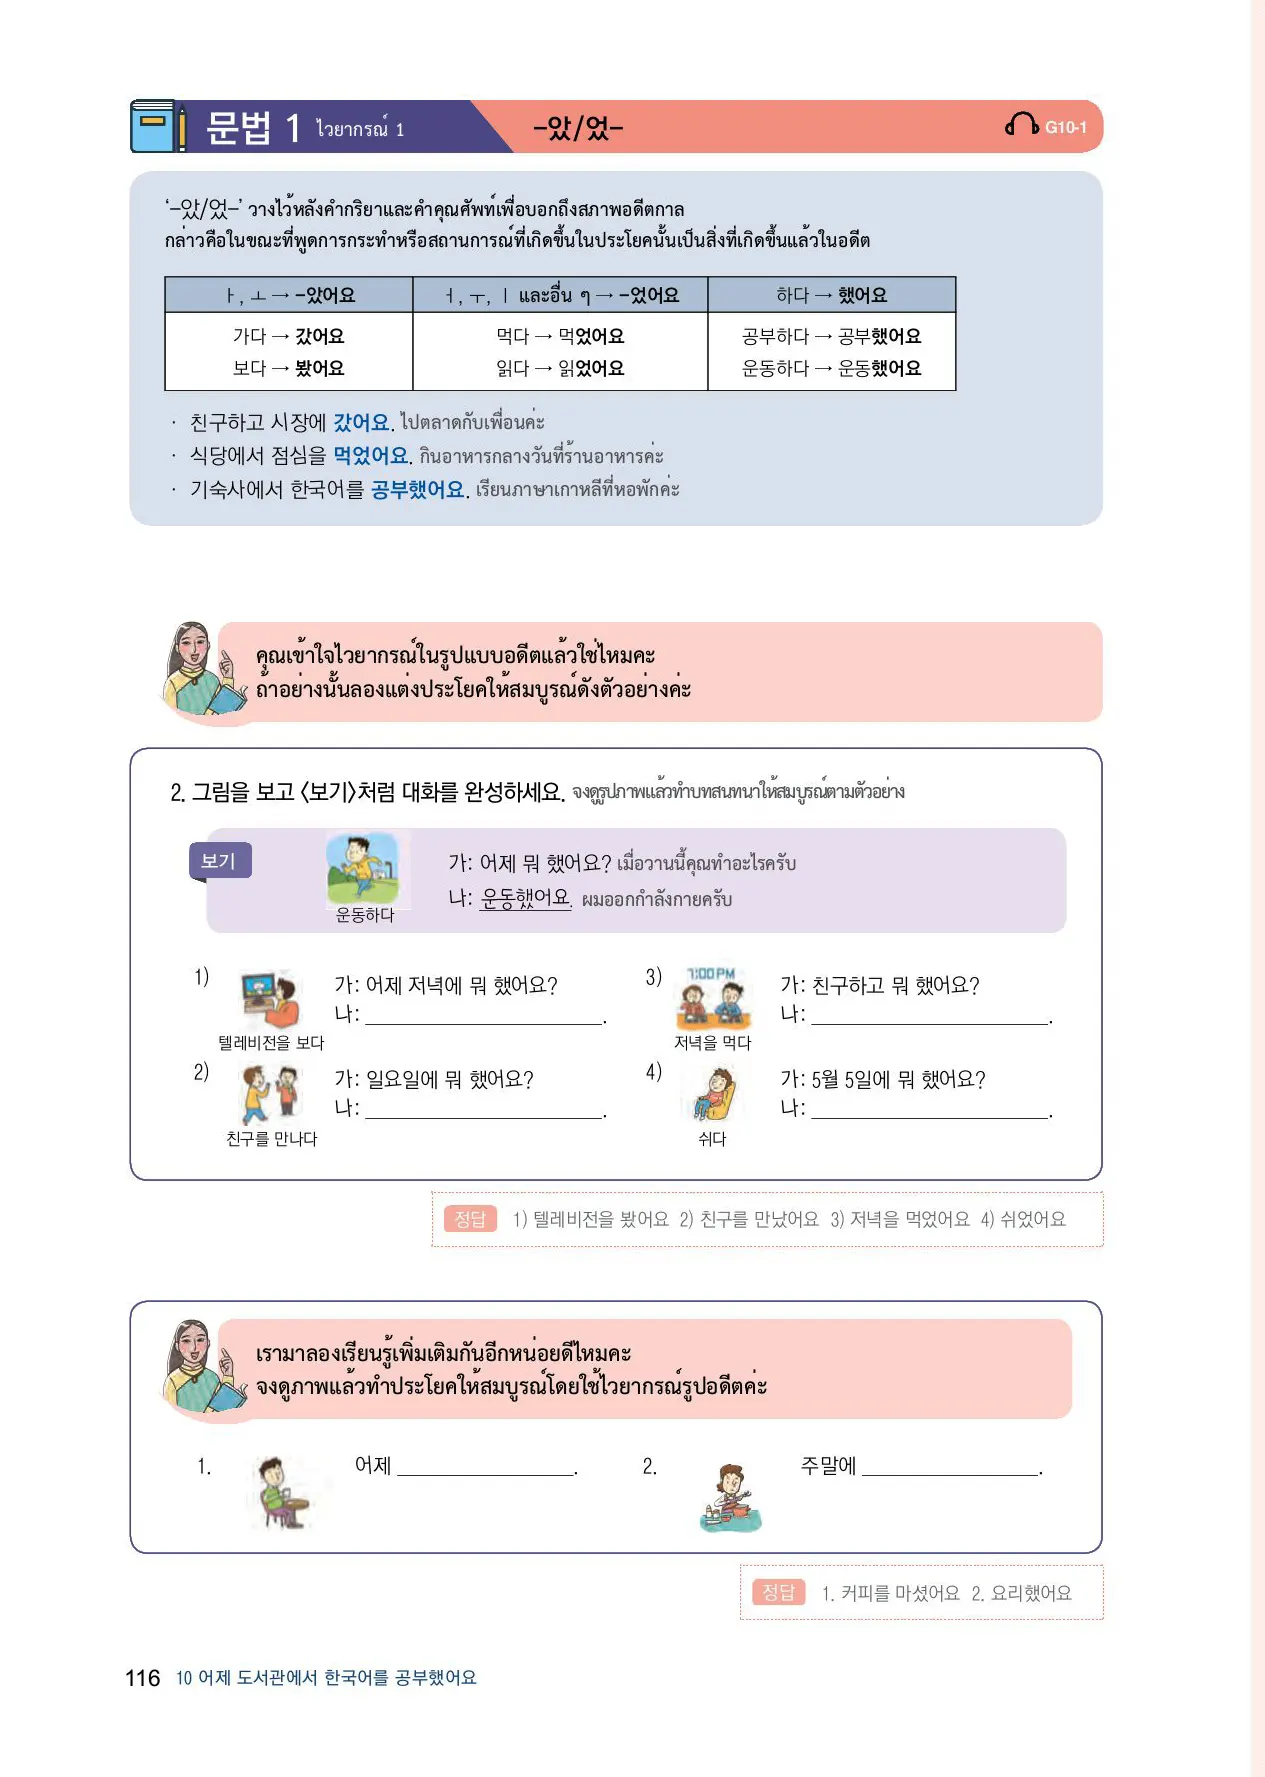 문법 1 ไวยากรณ์ 1
-았/었-
G10-1
‘-았/었-’ วางไว้หลังคำกริยาและคำคุณศัพท์เพื่อบอกถึงสภาพอดีตกาล
กล่าวคือในขณะที่พูดการกระทำหรือสถานการณ์ที่เกิดขึ้นในประโยคนั้นเป็นสิ่งที่เกิดขึ้นแล้วในอดีต
ㅏ, ㅗ → -았어요
ㅓ, ㅜ, ㅣ และอื่น ๆ → -었어요
하다 → 했어요
가다 → 갔어요
보다 → 봤어요
먹다 → 먹었어요
읽다 → 읽었어요
공부하다 → 공부했어요
운동하다 → 운동했어요
· 친구하고 시장에 갔어요. ไปตลาดกับเพื่อนค่ะ
· 식당에서 점심을 먹었어요. กินอาหารกลางวันที่ร้านอาหารค่ะ
· 기숙사에서 한국어를 공부했어요. เรียนภาษาเกาหลีที่หอพักค่ะ
คุณเข้าใจไวยากรณ์ในรูปแบบอดีตแล้วใช่ไหมคะ
ถ้าอย่างนั้นลองแต่งประโยคให้สมบูรณ์ดังตัวอย่างค่ะ
2. 그림을 보고 〈보기〉처럼 대화를 완성하세요. จงดูรูปภาพแล้วทำบทสนทนาให้สมบูรณ์ตามตัวอย่าง
보기
운동하다
가: 어제 뭐 했어요? เมื่อวานนี้คุณทำอะไรครับ
나: 운동했어요. ผมออกกำลังกายครับ
1)
텔레비전을 보다
가: 어제 저녁에 뭐 했어요?
나: ____________________.
2)
친구를 만나다
가: 일요일에 뭐 했어요?
나: ____________________.
3)
7:00 PM
저녁을 먹다
가: 친구하고 뭐 했어요?
나: ____________________.
4)
쉬다
가: 5월 5일에 뭐 했어요?
나: ____________________.
정답 1) 텔레비전을 봤어요 2) 친구를 만났어요 3) 저녁을 먹었어요 4) 쉬었어요
เรามาลองเรียนรู้เพิ่มเติมกันอีกหน่อยดีไหมคะ
จงดูภาพแล้วทำประโยคให้สมบูรณ์โดยใช้ไวยากรณ์รูปอดีตค่ะ
1. 어제 _______________.
2. 주말에 _______________.
정답 1. 커피를 마셨어요 2. 요리했어요
116 10 어제 도서관에서 한국어를 공부했어요